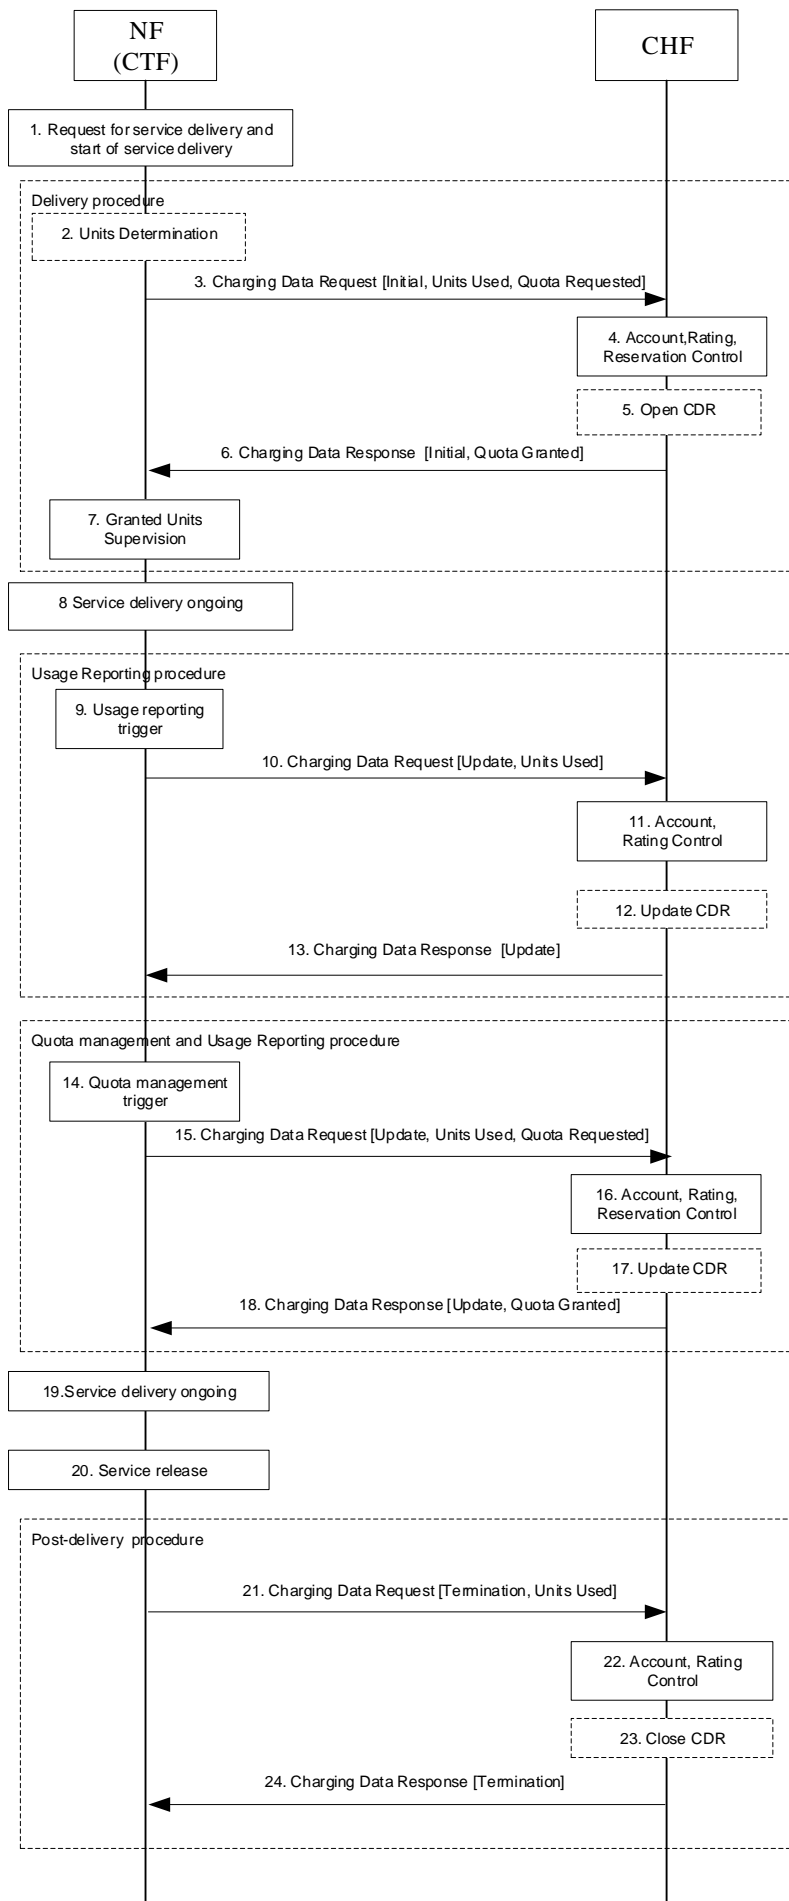 NF
(CTF)
CHF
1. Request for service delivery and
start of service delivery
Delivery procedure
2. Units Determination
3. Charging Data Request [Initial, Units Used, Quota Requested]
4. Account,Rating,
Reservation Control
5. Open CDR
6. Charging Data Response [Initial, Quota Granted]
7. Granted Units
Supervision
8 Service delivery ongoing
Usage Reporting procedure
9. Usage reporting
trigger
10. Charging Data Request [Update, Units Used]
11. Account,
Rating Control
12. Update CDR
13. Charging Data Response [Update]
Quota management and Usage Reporting procedure
14. Quota management
trigger
15. Charging Data Request [Update, Units Used, Quota Requested]
16. Account, Rating,
Reservation Control
17. Update CDR
18. Charging Data Response [Update, Quota Granted]
19.Service delivery ongoing
20. Service release
Post-delivery procedure
21. Charging Data Request [Termination, Units Used]
22. Account, Rating
Control
23. Close CDR
24. Charging Data Response [Termination]